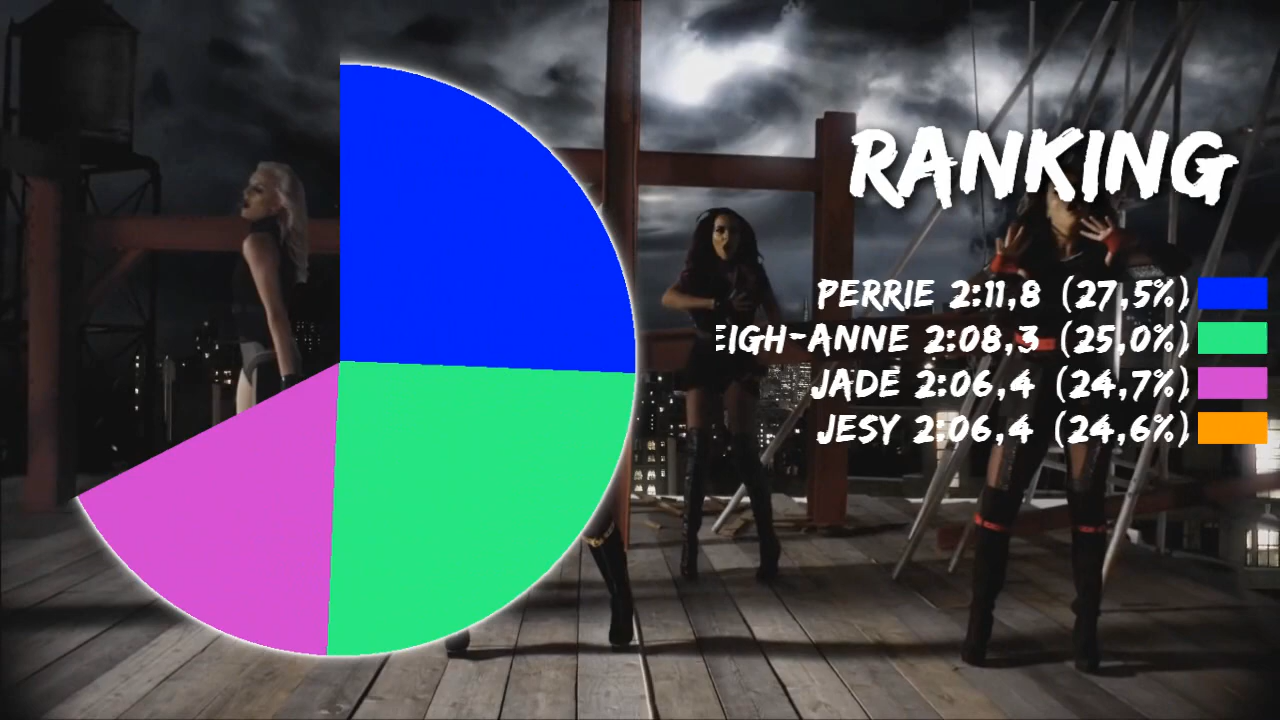 RANKING
PERRIE 2:11,8 (27,5%)
EIGH-ANNE 2:08,3 (25,0%)
JADE 2:06,4 (24,7%)
JESY 2:06,4 (24,6%)